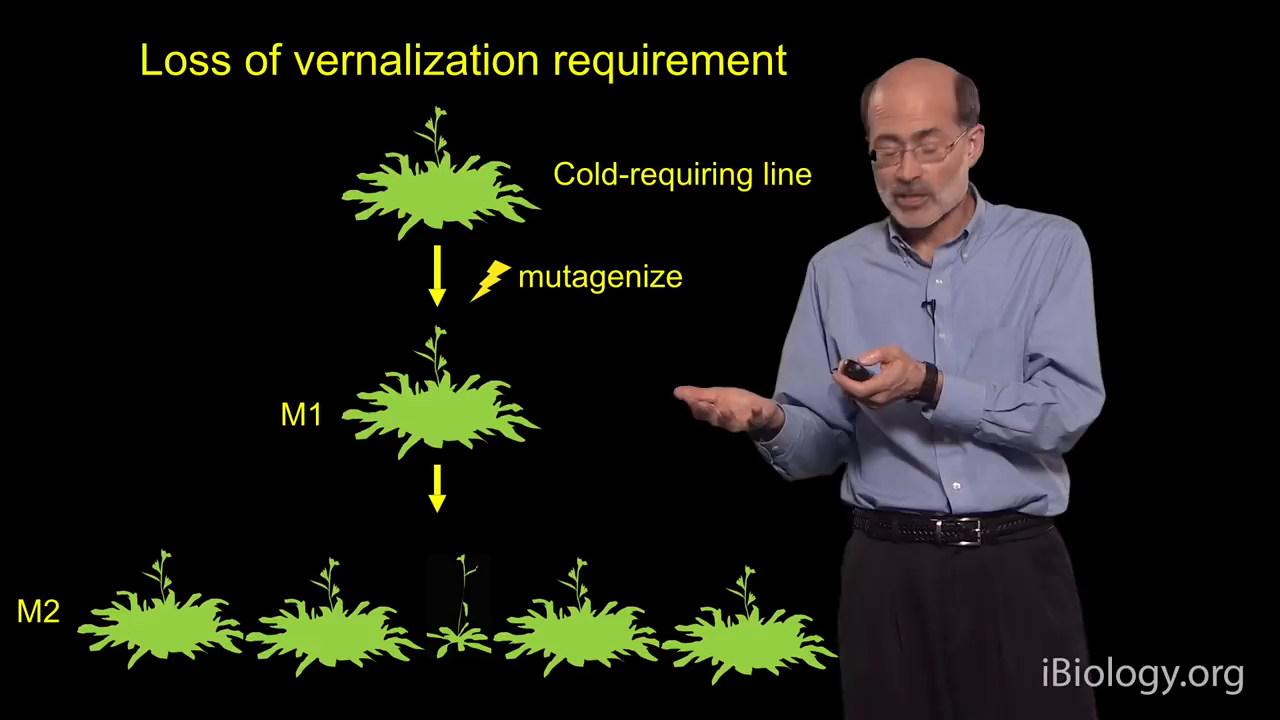 Loss of vernalization requirement
Cold-requiring line
mutagenize
M1
M2
iBiology.org